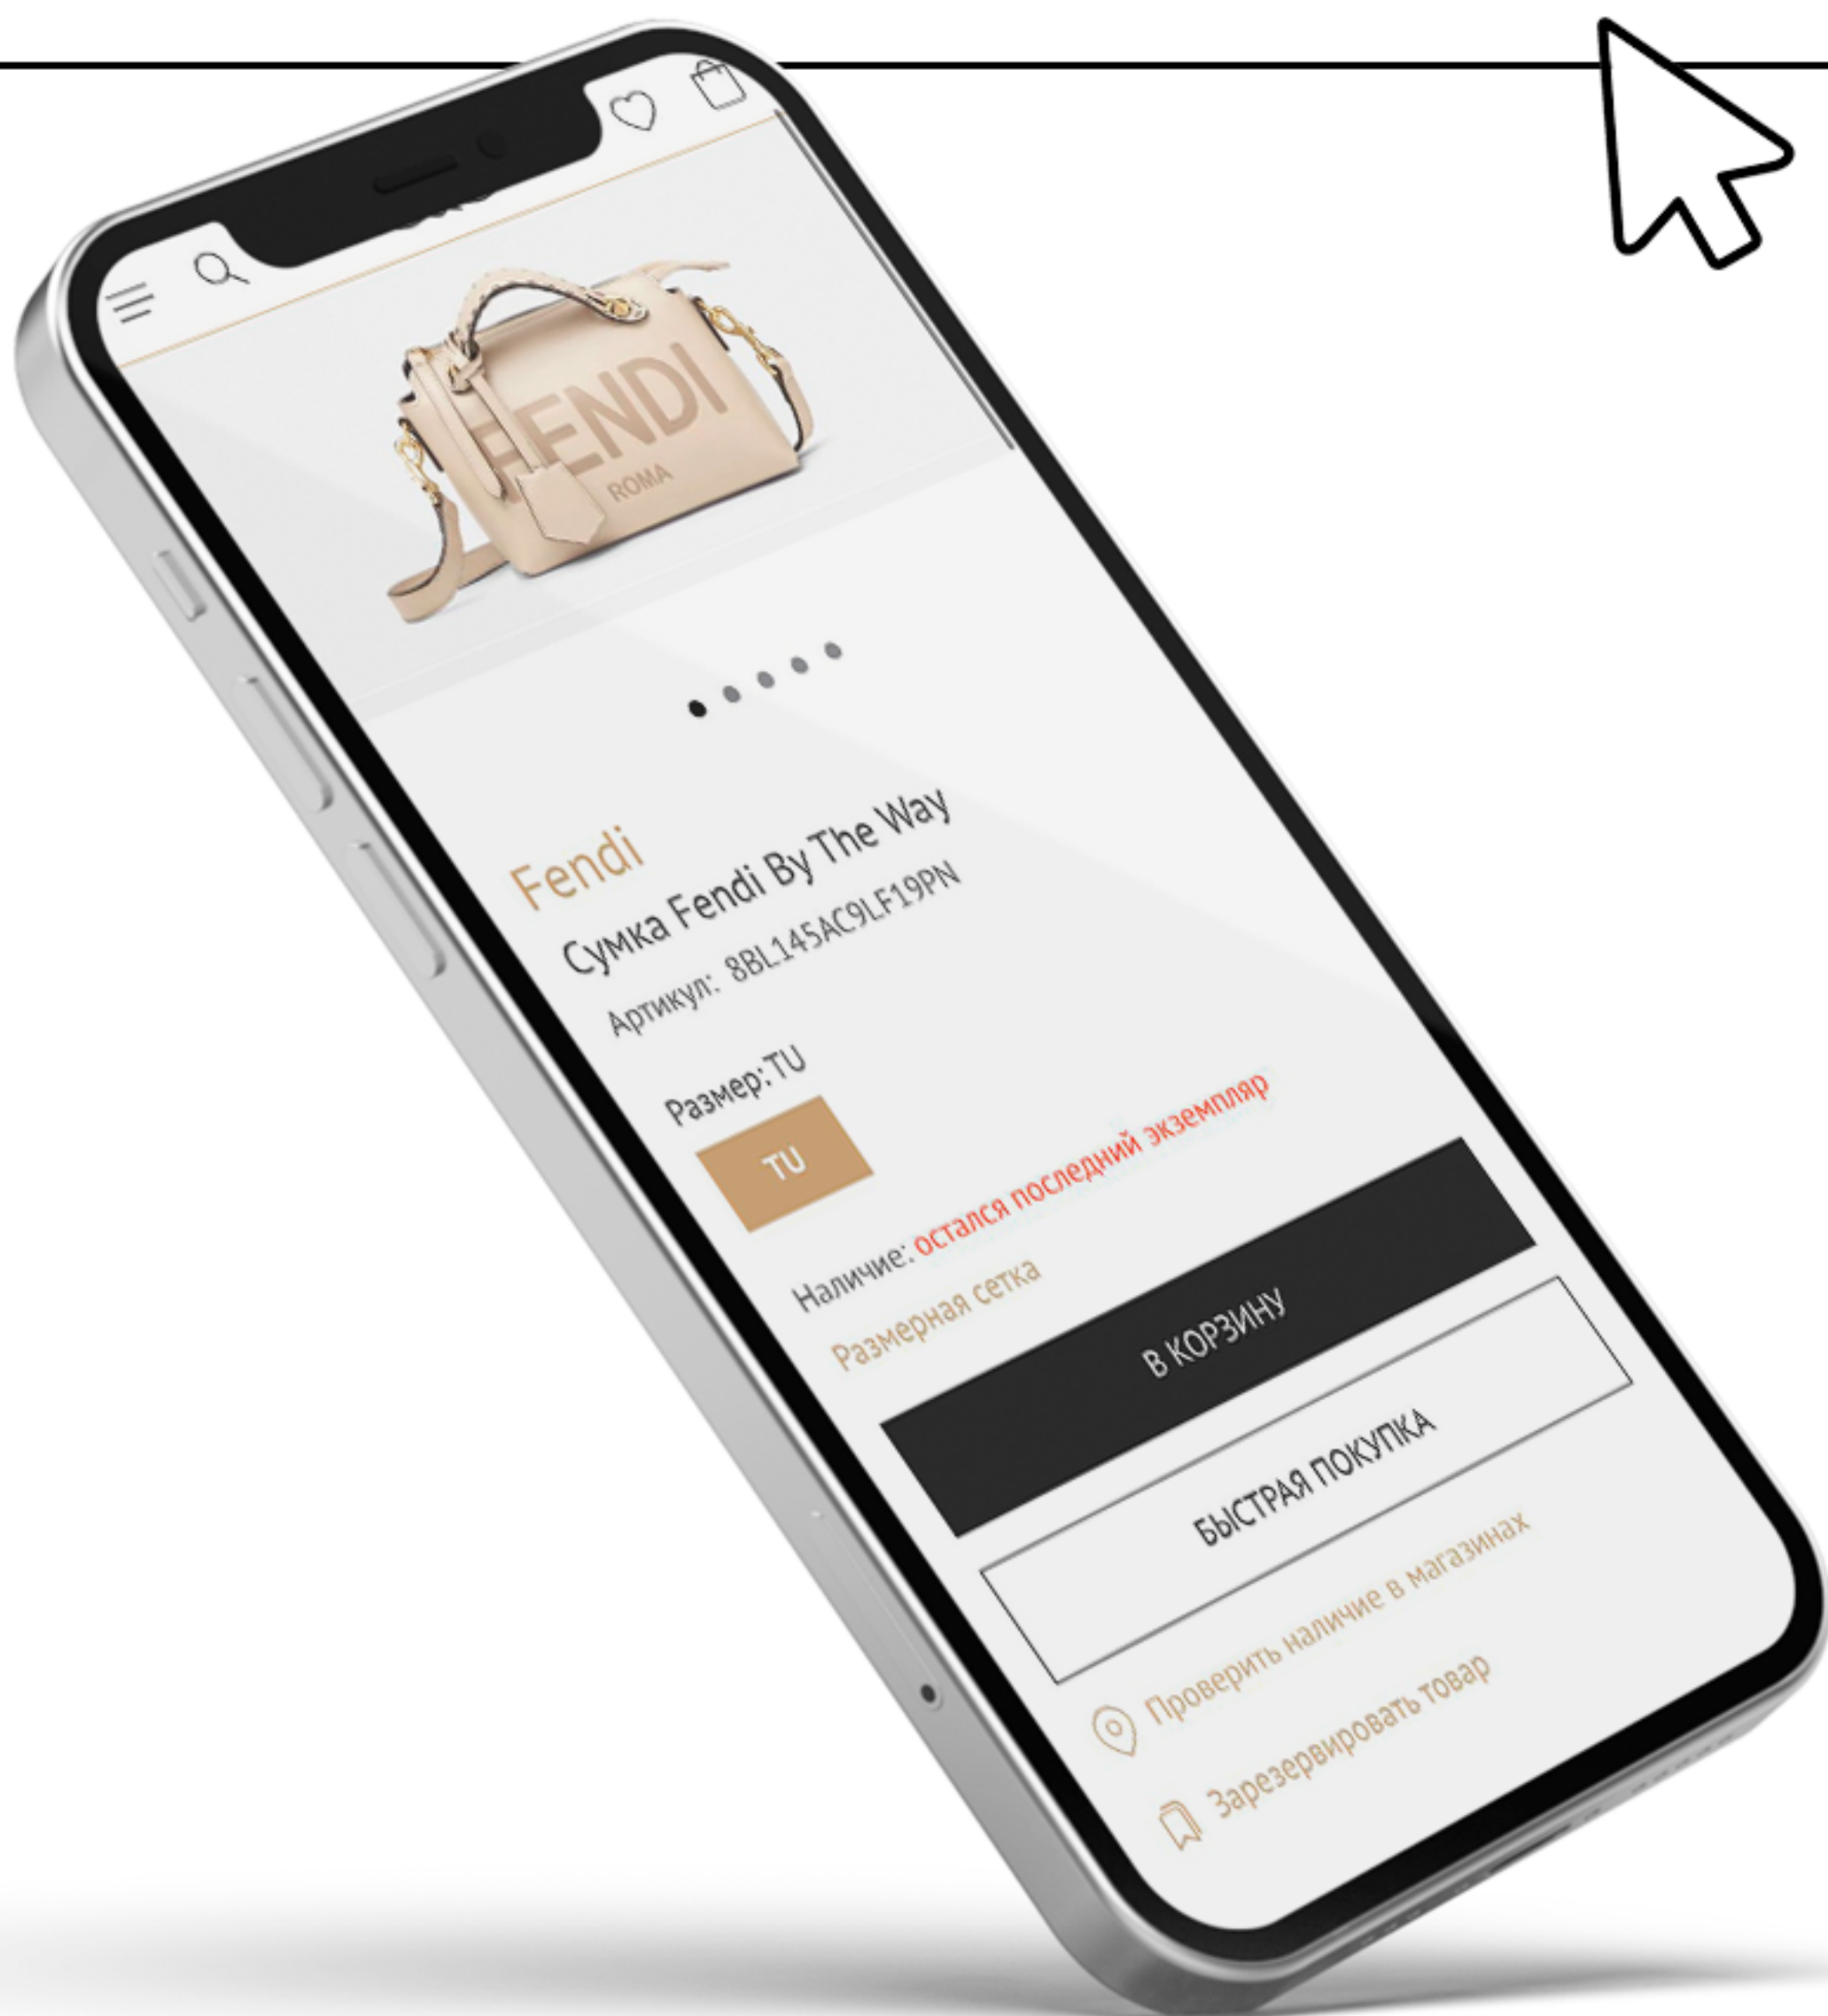 FENDI
ROMA
Fendi
Сумка Fendi By The Way
Артикул: 8BL145AC9LF19PN
Размер: TU
TU
Наличие: остался последний экземпляр
Размерная сетка
В КОРЗИНУ
БЫСТРАЯ ПОКУПКА
Проверить наличие в магазинах
Зарезервировать товар